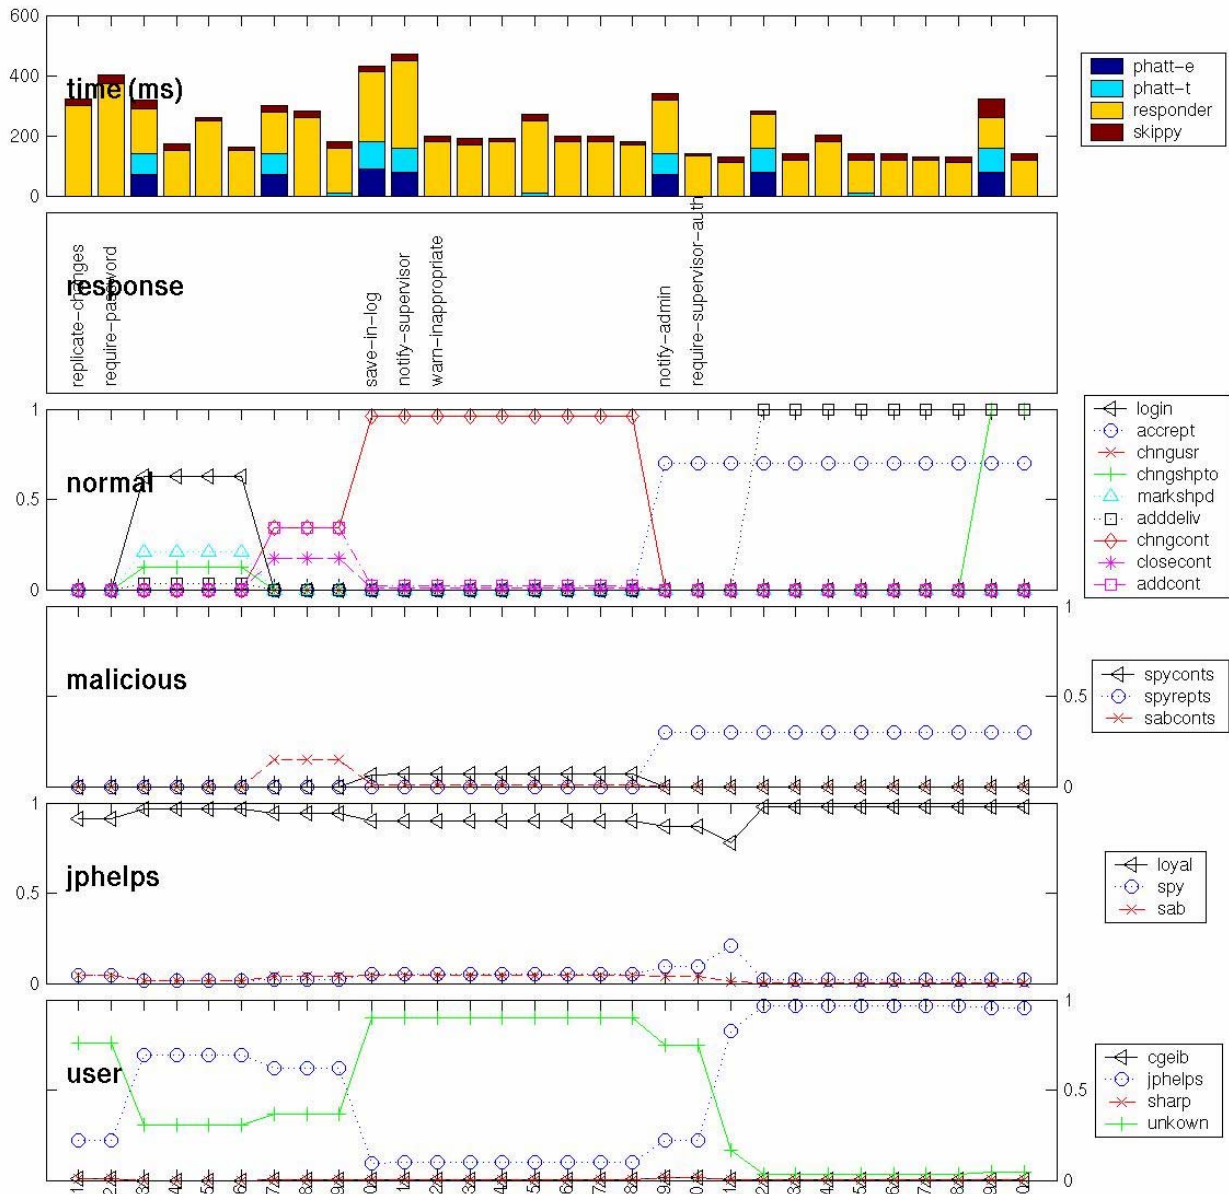 600
400
200
0
time (ms)
phatt-e
phatt-t
responder
skippy
response
replicate-changes
require-password
save-in-log
notify-supervisor
warn-inappropriate
notify-admin
require-supervisor-auth
1
0.5
0
normal
login
accrept
chngusr
chngshpto
markshpd
adddeliv
chngcont
closecont
addcont
malicious
1
0.5
0
spyconts
spyrepts
sabconts
1
0.5
0
jphelps
loyal
spy
sab
user
1
0.5
0
cgeib
jphelps
sharp
unkown